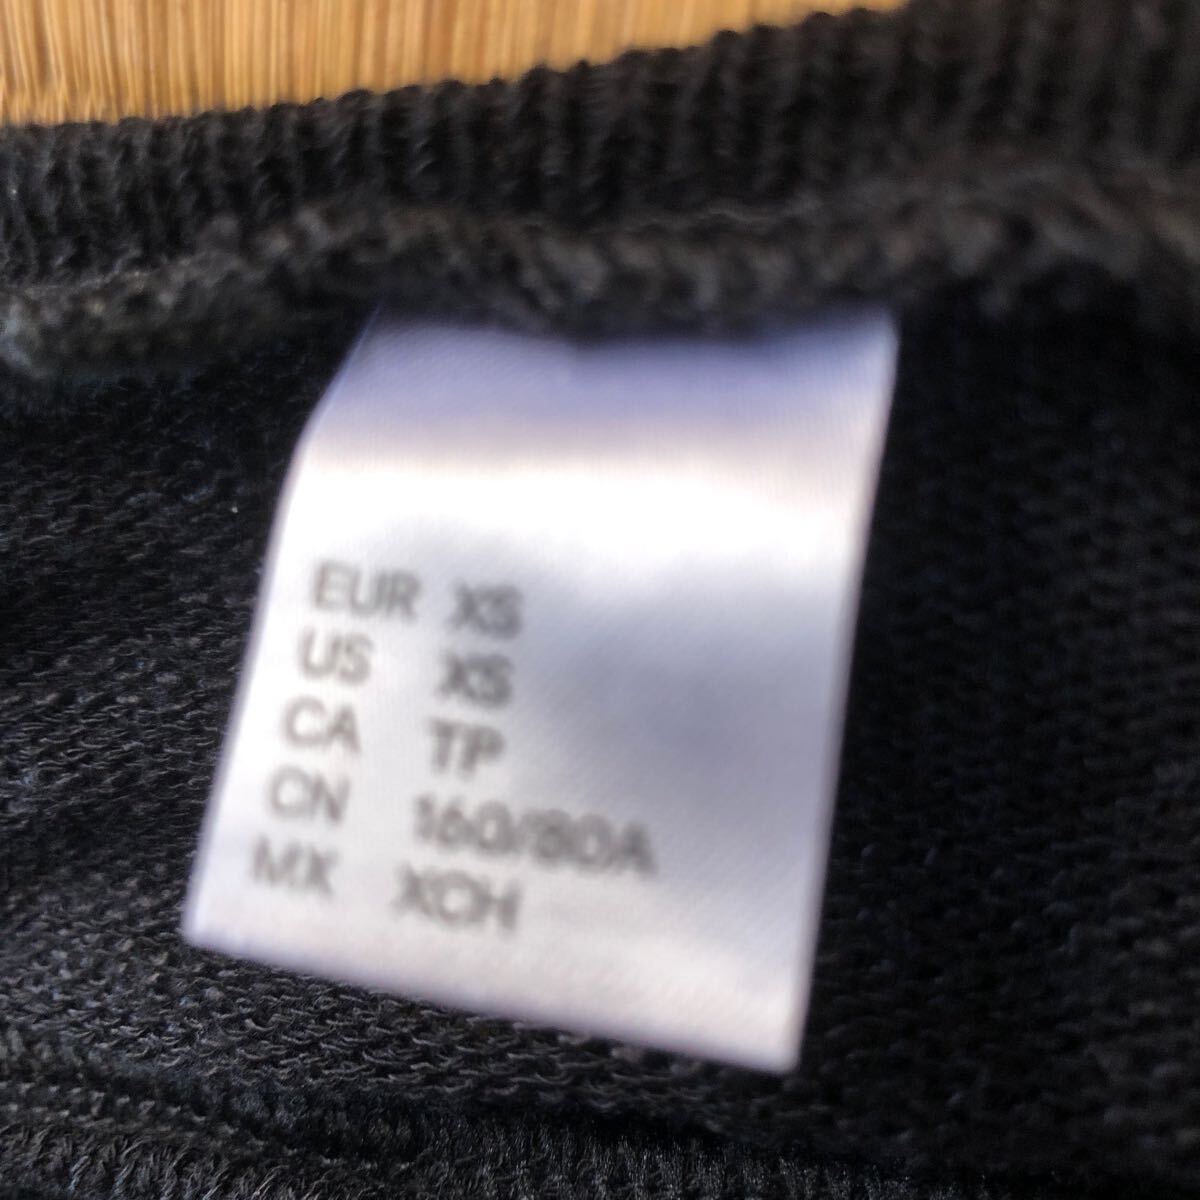 EUR XS
US XS
CA TP
CN 160/80A
MX XCH